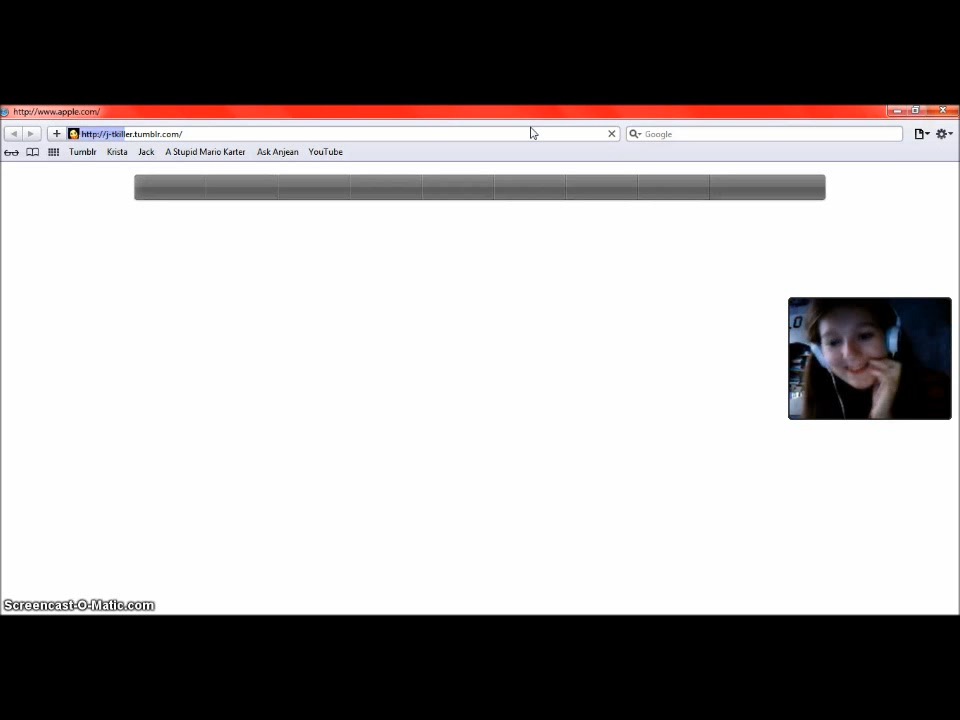 http://www.apple.com/
http://j-tkiller.tumblr.com/
Google
Tumblr Krista Jack A Stupid Mario Karter Ask Anjean YouTube
Screencast-O-Matic.com